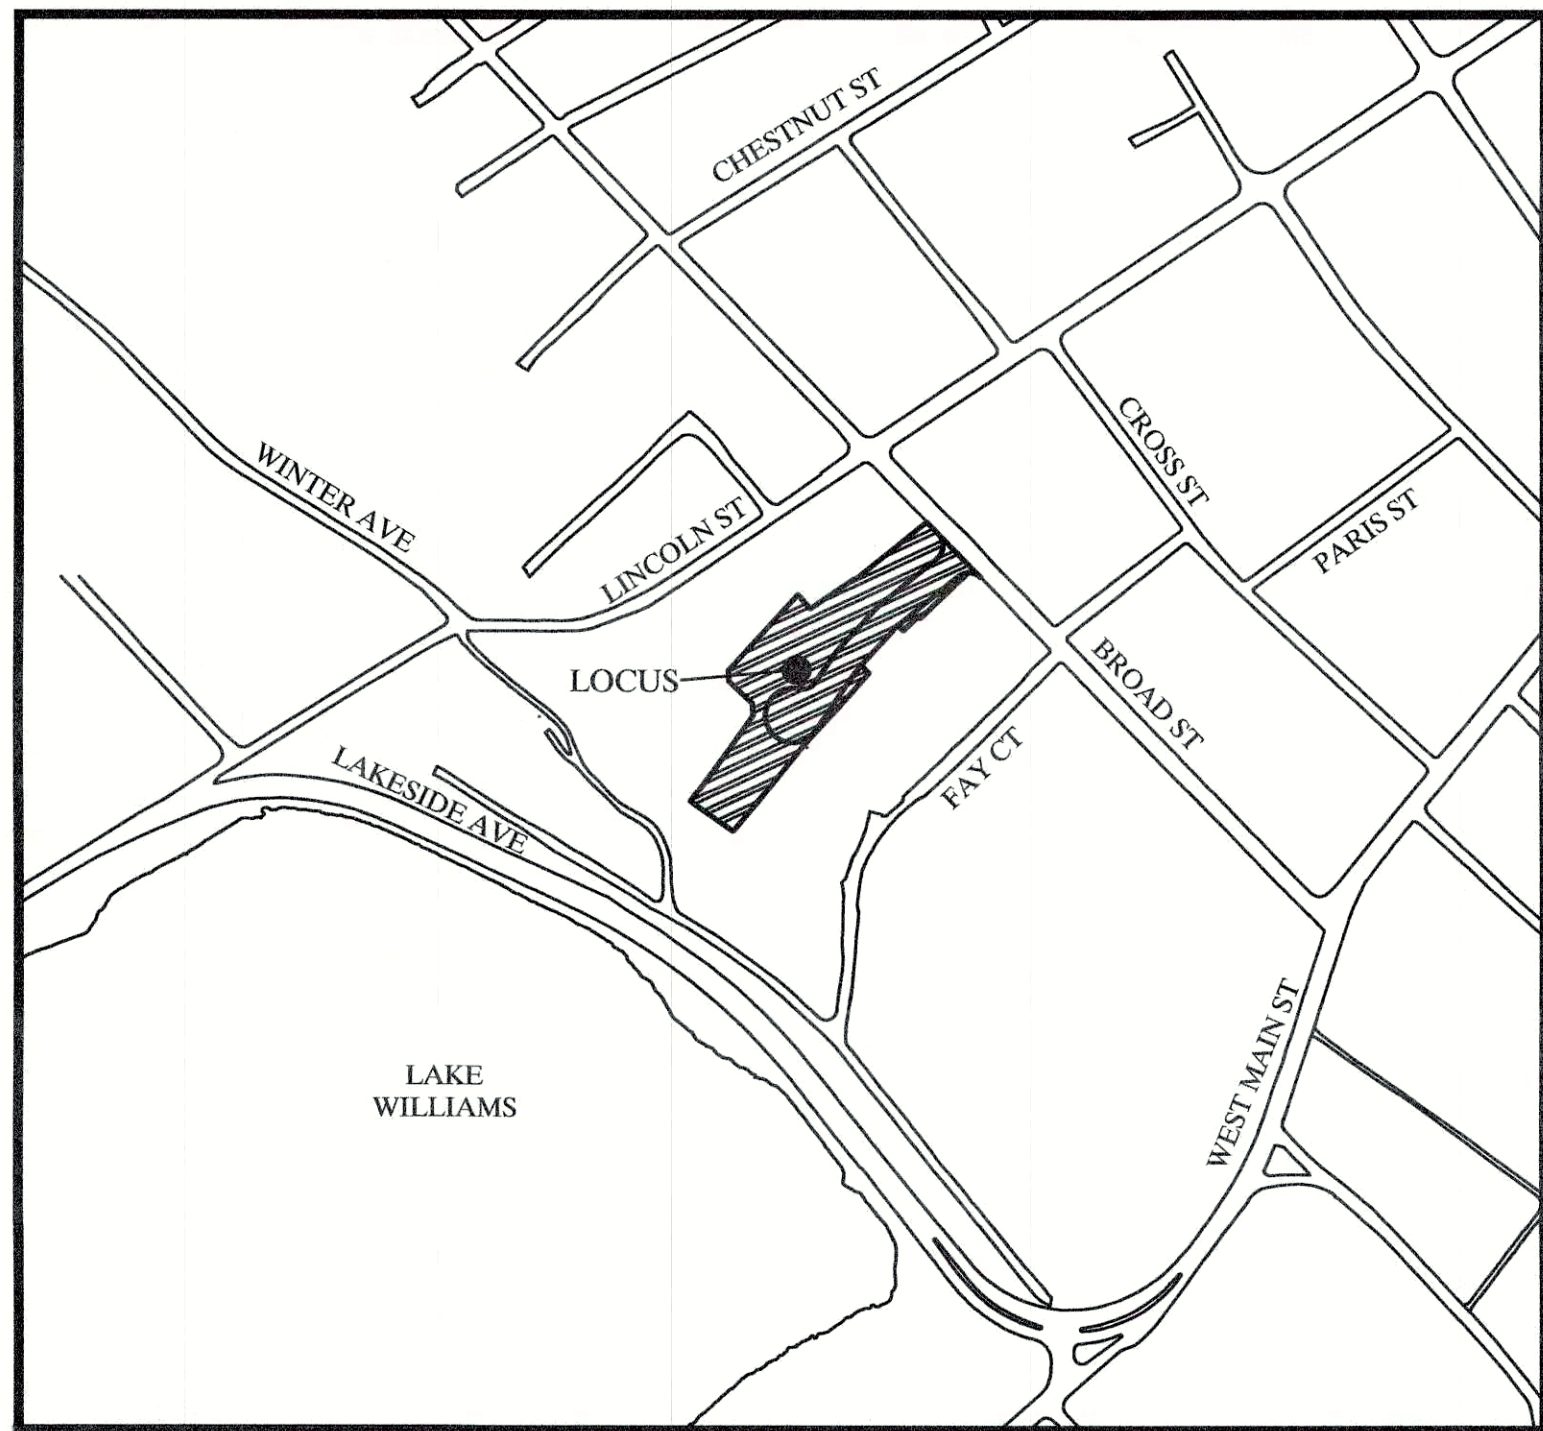 CHESTNUT ST
CROSS ST
WINTER AVE
LINCOLN ST
PARIS ST
LOCUS
BROAD ST
FAY CT
LAKESIDE AVE
LAKE
WILLIAMS
WEST MAIN ST